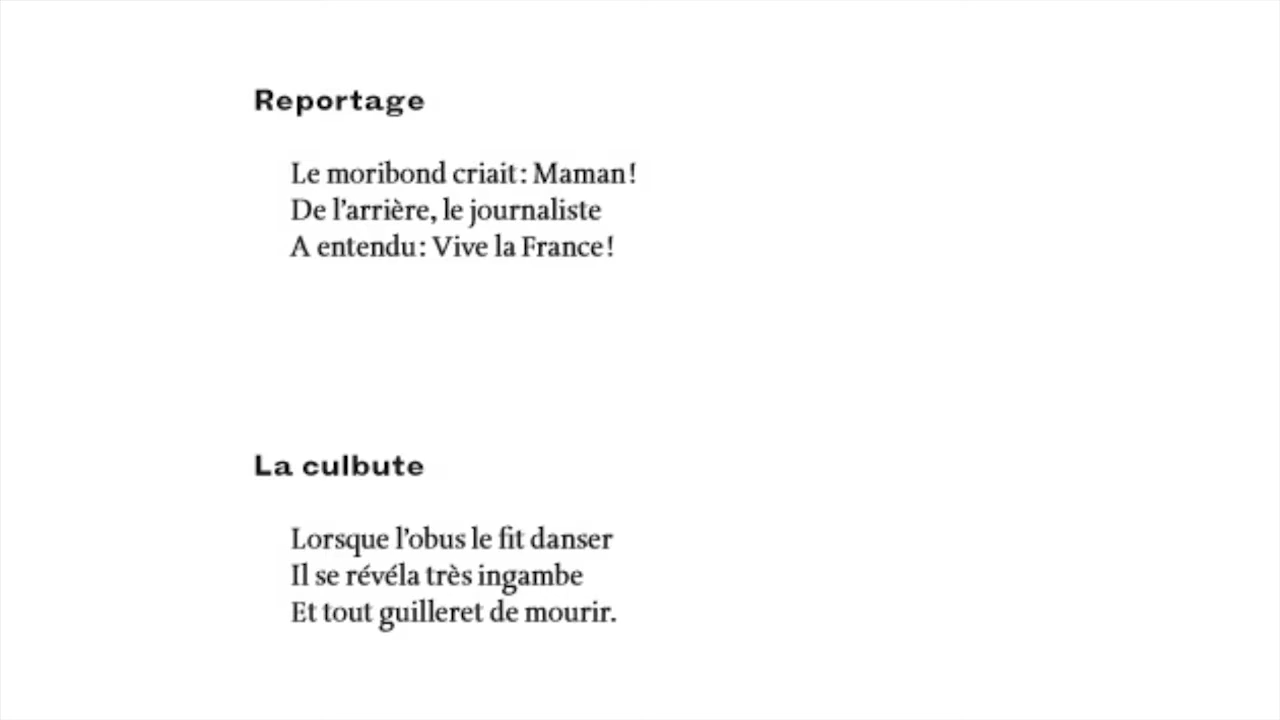 Reportage
Le moribond criait : Maman !
De l’arrière, le journaliste
A entendu : Vive la France !
La culbute
Lorsque l’obus le fit danser
Il se révéla très ingambe
Et tout guilleret de mourir.